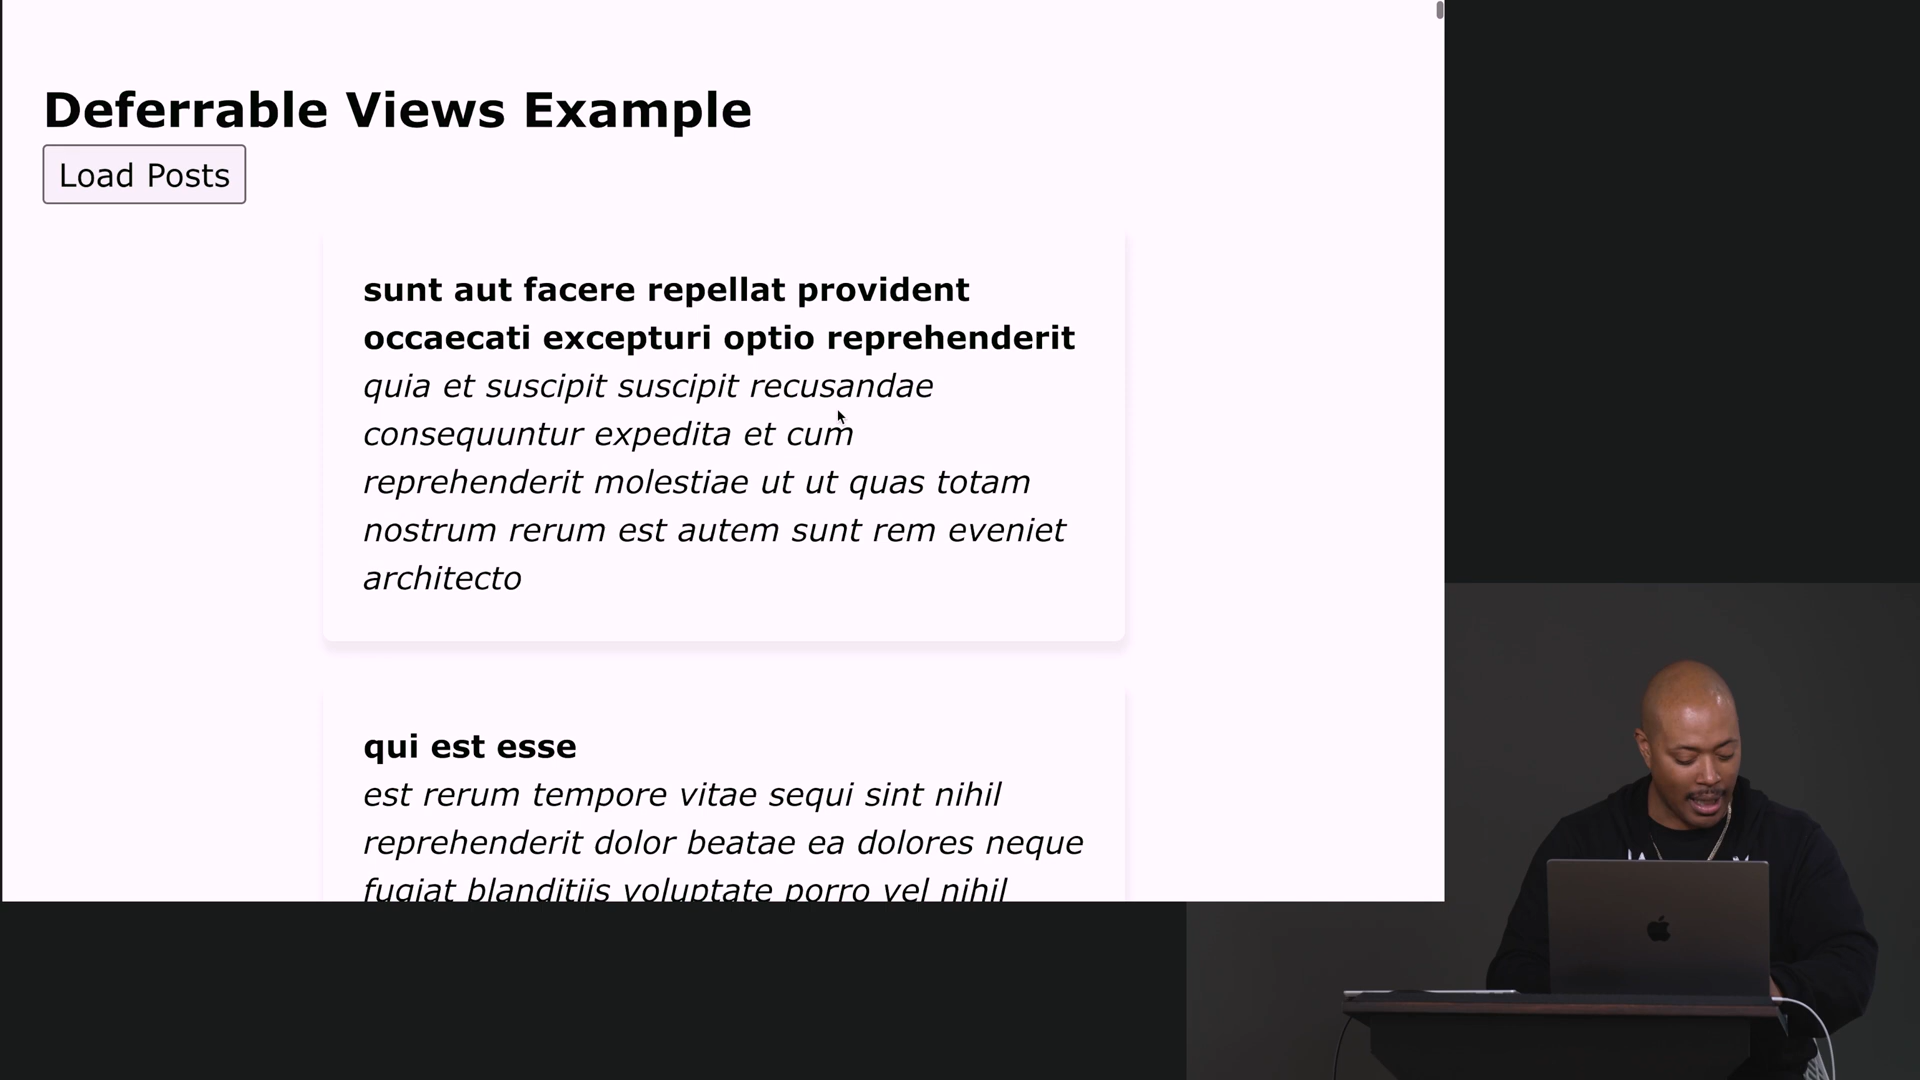 Deferrable Views Example
Load Posts
sunt aut facere repellat provident
occaecati excepturi optio reprehenderit
quia et suscipit suscipit recusandae
consequuntur expedita et cum
reprehenderit molestiae ut ut quas totam
nostrum rerum est autem sunt rem eveniet
architecto
qui est esse
est rerum tempore vitae sequi sint nihil
reprehenderit dolor beatae ea dolores neque
fugiat blanditiis voluptate porro vel nihil